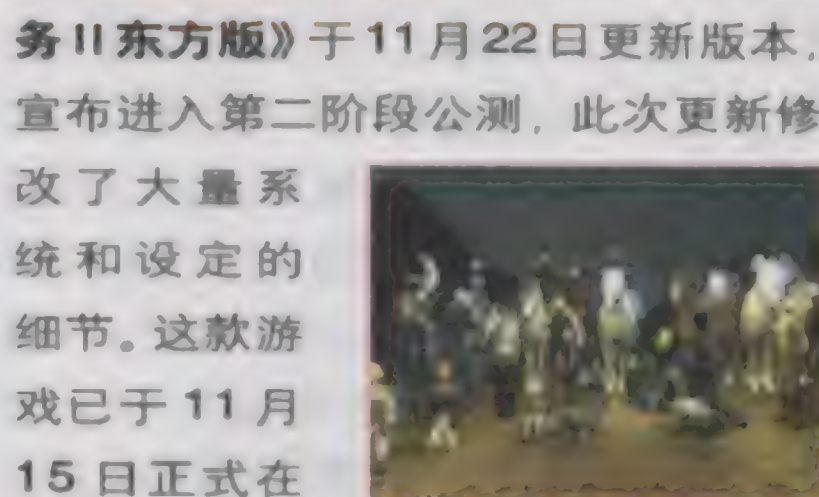 务II东方版》于11月22日更新版本，
宣布进入第二阶段公测，此次更新修
改了大量系
统和设定的
细节。这款游
戏已于11月
15日正式在